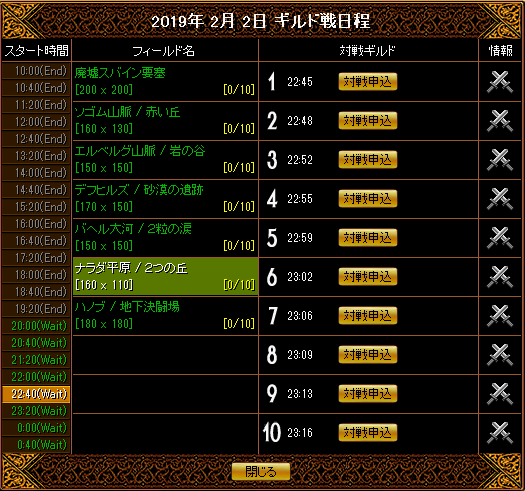 2019年 2月 2日 ギルド戦日程
スタート時間 フィールド名 対戦ギルド 情報
10:00(End)
10:40(End)
11:20(End)
12:00(End)
12:40(End)
13:20(End)
14:00(End)
14:40(End)
15:20(End)
16:00(End)
16:40(End)
17:20(End)
18:00(End)
18:40(End)
19:20(End)
20:00(Wait)
20:40(Wait)
21:20(Wait)
22:00(Wait)
22:40(Wait)
23:20(Wait)
0:00(Wait)
0:40(Wait)
廃墟スバイン要塞
[200 x 200] [0/10]
ソゴム山脈 / 赤い丘
[160 x 130] [0/10]
エルベルグ山脈 / 岩の谷
[150 x 150] [0/10]
デフヒルズ / 砂漠の遺跡
[170 x 150] [0/10]
バヘル大河 / 2粒の涙
[150 x 150] [0/10]
ナラダ平原 / 2つの丘
[160 x 110] [0/10]
ハノブ / 地下決闘場
[180 x 180] [0/10]
1 22:45 対戦申込
2 22:48 対戦申込
3 22:52 対戦申込
4 22:55 対戦申込
5 22:59 対戦申込
6 23:02 対戦申込
7 23:06 対戦申込
8 23:09 対戦申込
9 23:13 対戦申込
10 23:16 対戦申込
閉じる